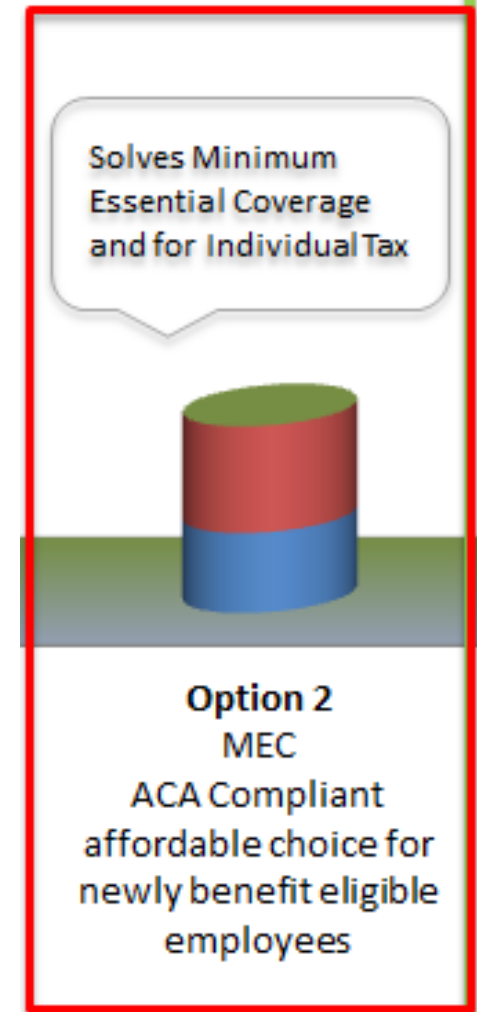 Solves Minimum
Essential Coverage
and for Individual Tax
Option 2
MEC
ACA Compliant
affordable choice for
newly benefit eligible
employees